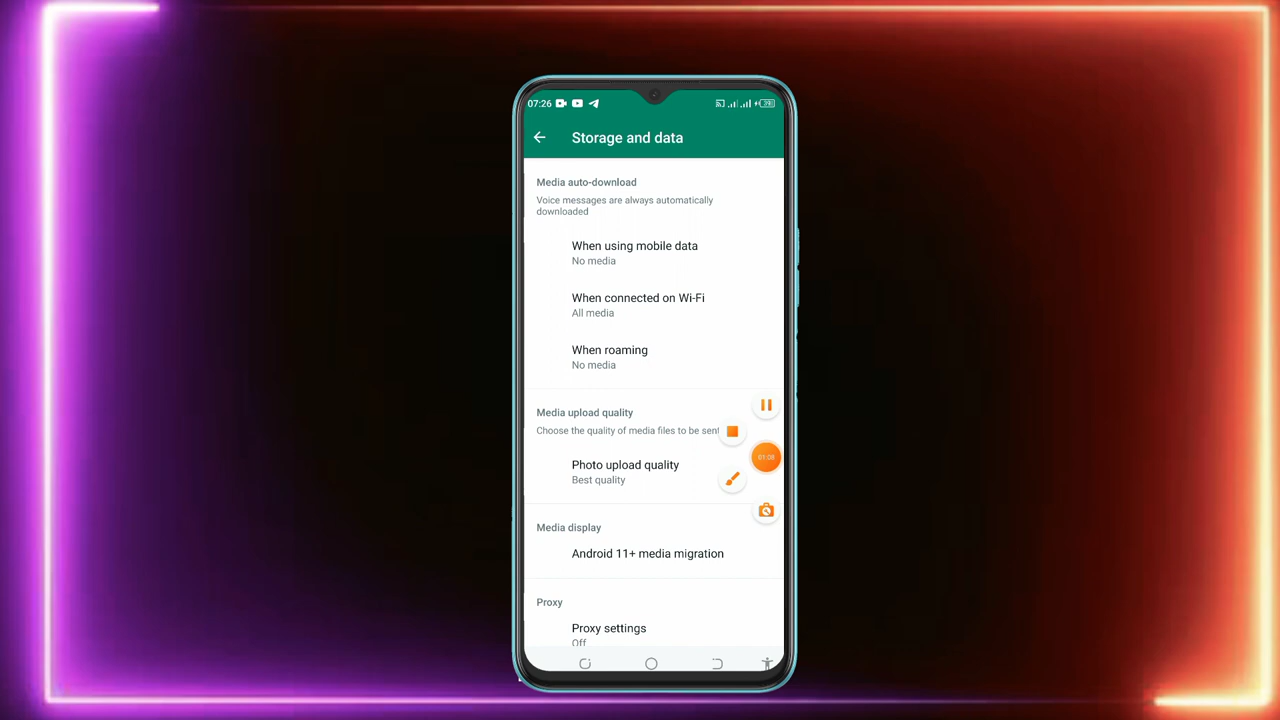 07:26
Storage and data
Media auto-download
Voice messages are always automatically
downloaded
When using mobile data
No media
When connected on Wi-Fi
All media
When roaming
No media
Media upload quality
Choose the quality of media files to be sent
Photo upload quality
Best quality
Media display
Android 11+ media migration
Proxy
Proxy settings
Off